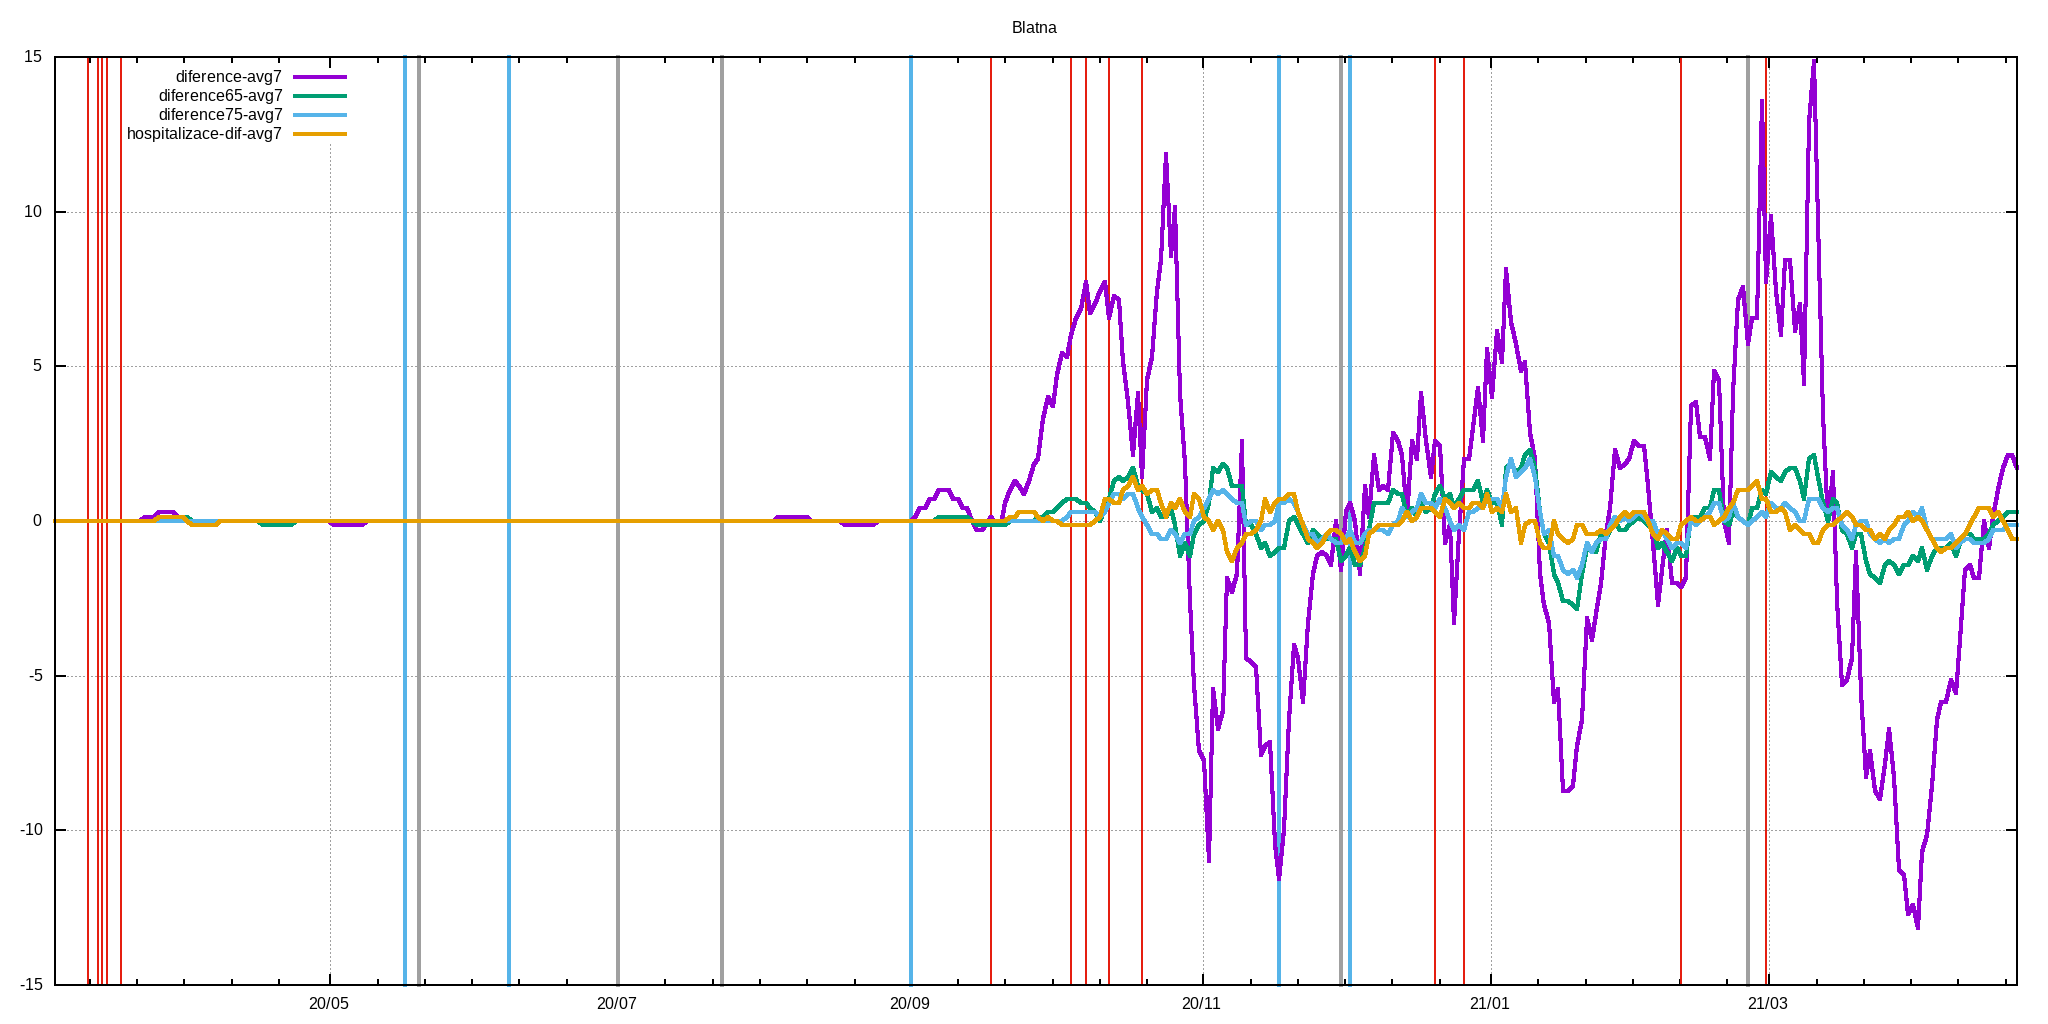 Blatna
15
diference-avg7
diference65-avg7
diference75-avg7
hospitalizace-dif-avg7
10
5
0
-5
-10
-15
20/05 20/07 20/09 20/11 21/01 21/03